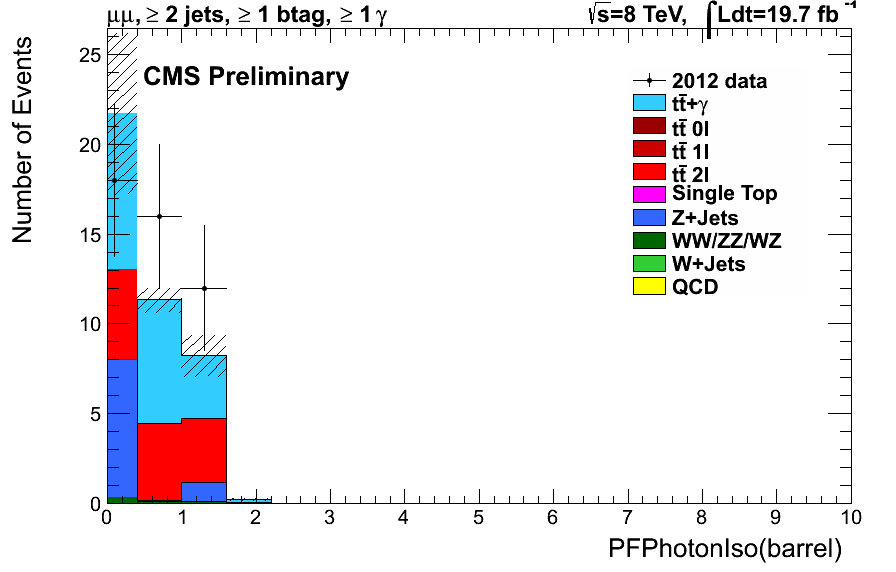 μμ, ≥ 2 jets, ≥ 1 btag, ≥ 1 γ
√s=8 TeV, ∫Ldt=19.7 fb⁻¹
CMS Preliminary
2012 data
tt̄+γ
tt̄ 0l
tt̄ 1l
tt̄ 2l
Single Top
Z+Jets
WW/ZZ/WZ
W+Jets
QCD
Number of Events
25
20
15
10
5
0
0 1 2 3 4 5 6 7 8 9 10
PFPhotonIso(barrel)